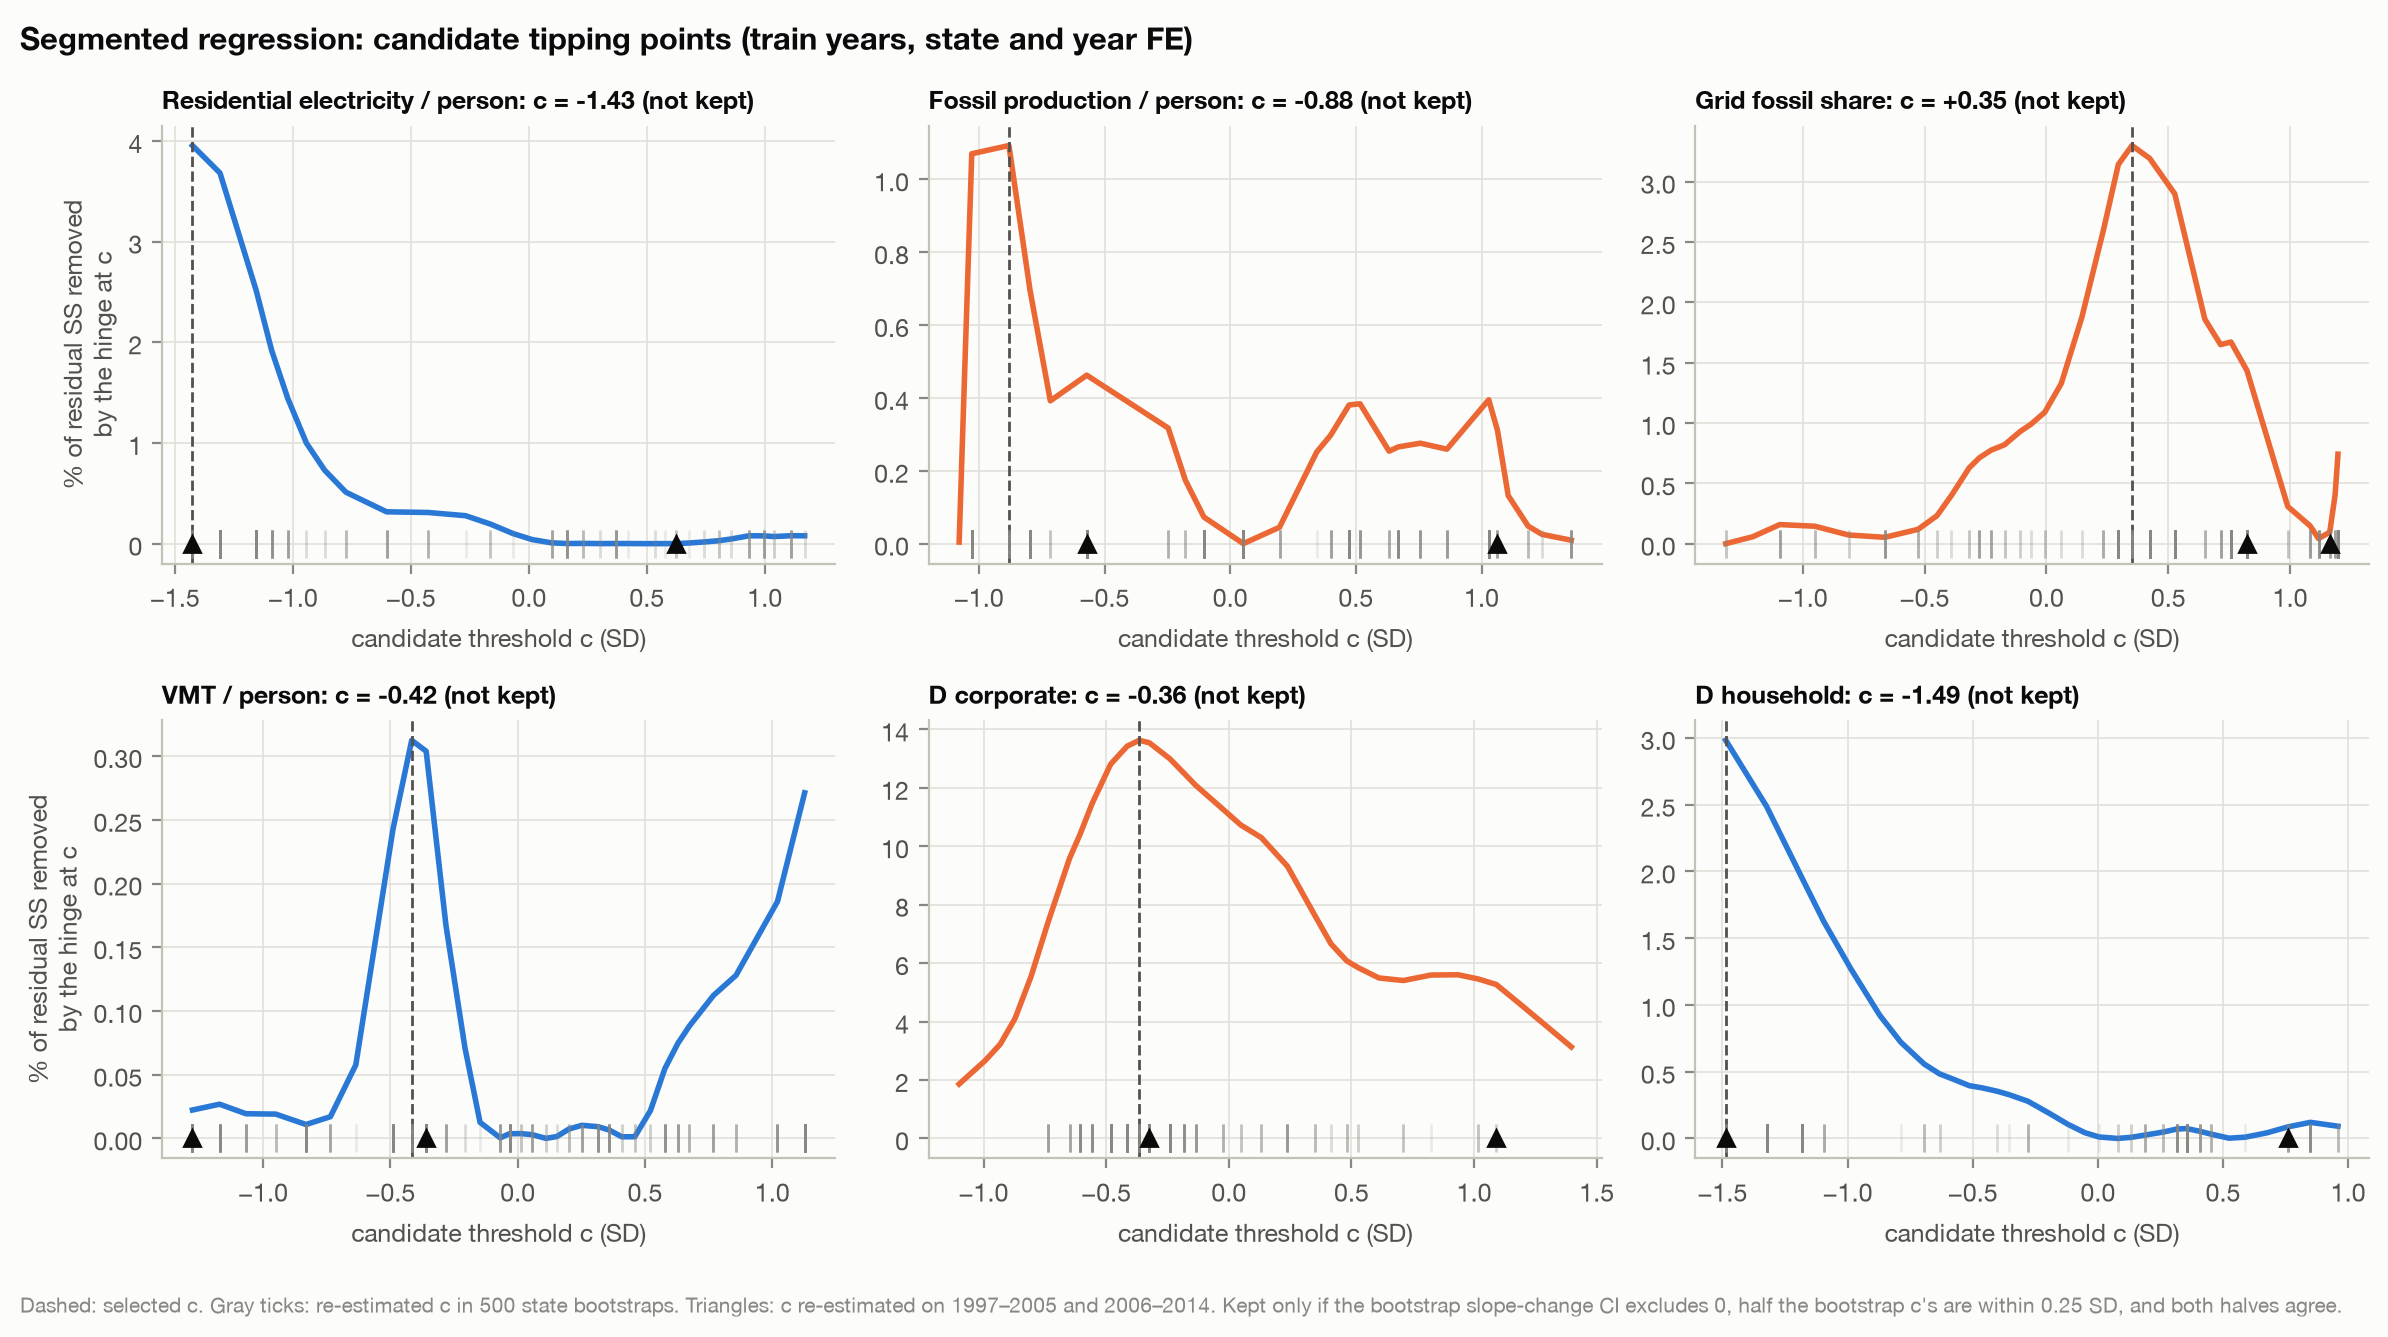 Segmented regression: candidate tipping points (train years, state and year FE)
Residential electricity / person: c = -1.43 (not kept)
% of residual SS removed
by the hinge at c
4
3
2
1
0
−1.5 −1.0 −0.5 0.0 0.5 1.0
candidate threshold c (SD)
Fossil production / person: c = -0.88 (not kept)
1.0
0.8
0.6
0.4
0.2
0.0
−1.0 −0.5 0.0 0.5 1.0
candidate threshold c (SD)
Grid fossil share: c = +0.35 (not kept)
3.0
2.5
2.0
1.5
1.0
0.5
0.0
−1.0 −0.5 0.0 0.5 1.0
candidate threshold c (SD)
VMT / person: c = -0.42 (not kept)
% of residual SS removed
by the hinge at c
0.30
0.25
0.20
0.15
0.10
0.05
0.00
−1.0 −0.5 0.0 0.5 1.0
candidate threshold c (SD)
D corporate: c = -0.36 (not kept)
14
12
10
8
6
4
2
0
−1.0 −0.5 0.0 0.5 1.0 1.5
candidate threshold c (SD)
D household: c = -1.49 (not kept)
3.0
2.5
2.0
1.5
1.0
0.5
0.0
−1.5 −1.0 −0.5 0.0 0.5 1.0
candidate threshold c (SD)
Dashed: selected c. Gray ticks: re-estimated c in 500 state bootstraps. Triangles: c re-estimated on 1997–2005 and 2006–2014. Kept only if the bootstrap slope-change CI excludes 0, half the bootstrap c's are within 0.25 SD, and both halves agree.